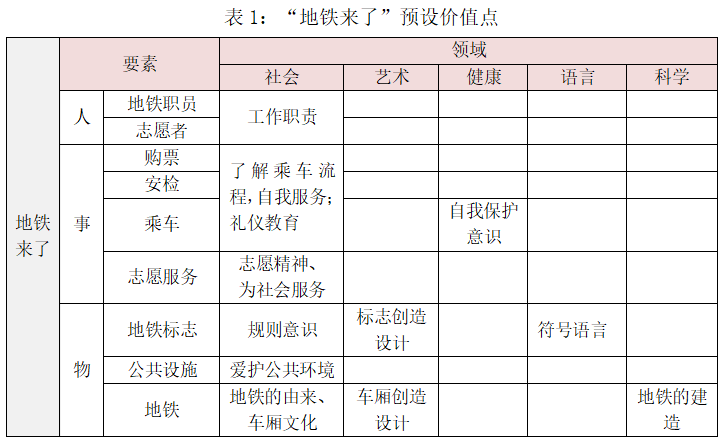 表 1：“地铁来了”预设价值点
要素
领域
社会 艺术 健康 语言 科学
地铁
来了
人
地铁职员
志愿者
工作职责
事
购票
安检
乘车
了解乘车流
程,自我服务;
礼仪教育
自我保护
意识
志愿服务
志愿精神、
为社会服务
物
地铁标志
规则意识
标志创造
设计
符号语言
公共设施
爱护公共环境
地铁
地铁的由来、
车厢文化
车厢创造
设计
地铁的建
造